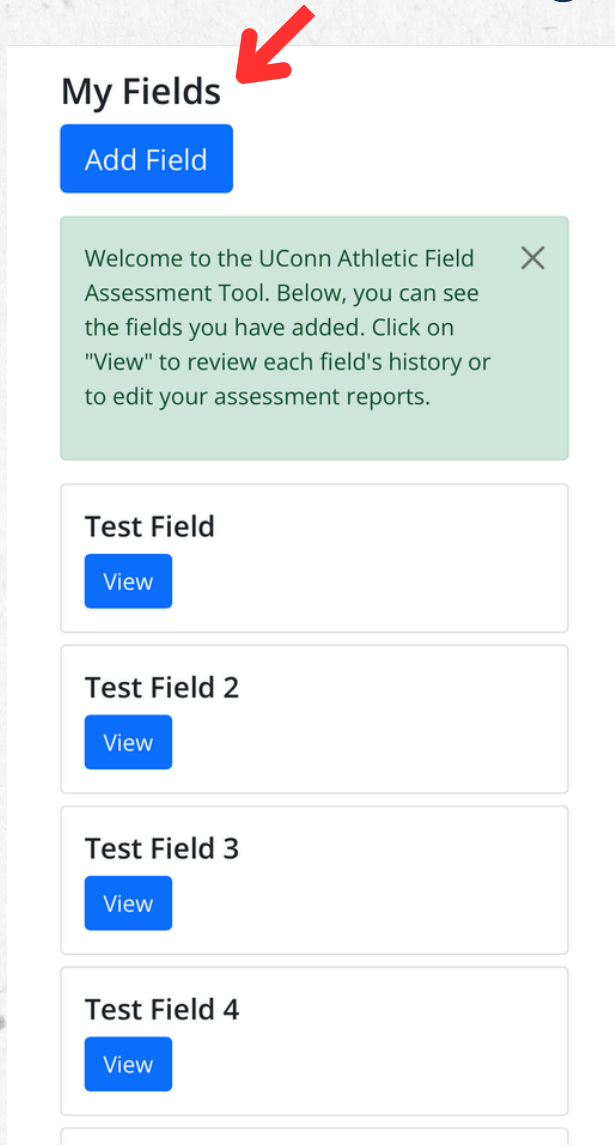 My Fields
Add Field
Welcome to the UConn Athletic Field
Assessment Tool. Below, you can see
the fields you have added. Click on
"View" to review each field's history or
to edit your assessment reports.
Test Field
View
Test Field 2
View
Test Field 3
View
Test Field 4
View